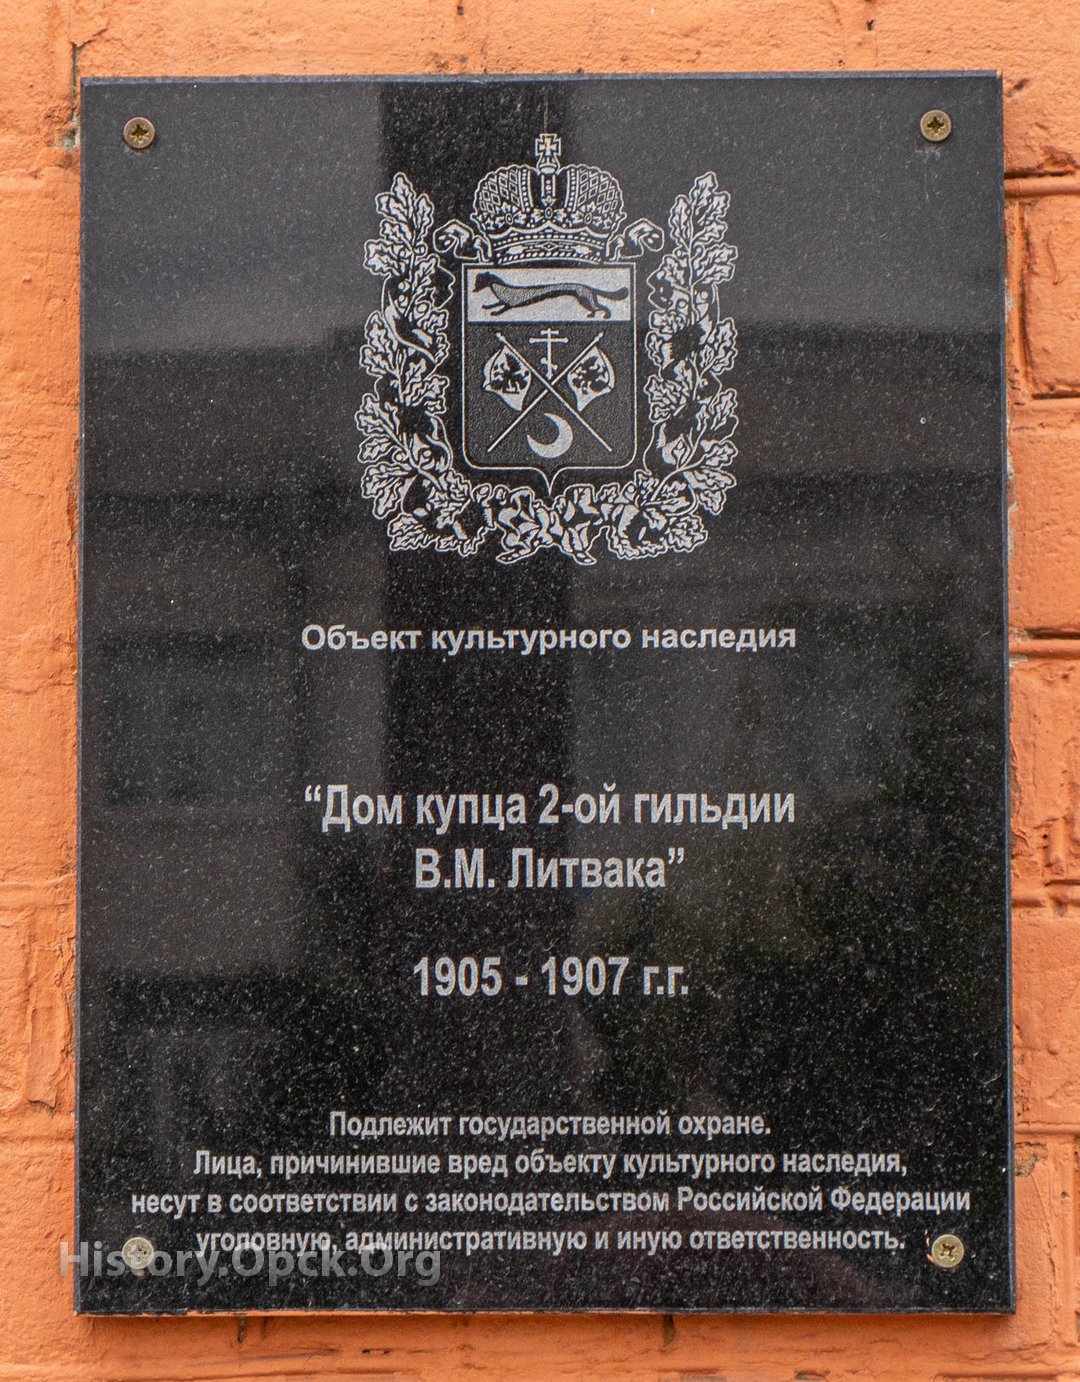 Объект культурного наследия
“Дом купца 2-ой гильдии
В.М. Литвака”
1905 - 1907 г.г.
Подлежит государственной охране.
Лица, причинившие вред объекту культурного наследия,
несут в соответствии с законодательством Российской Федерации
уголовную, административную и иную ответственность.
History.Opck.Org